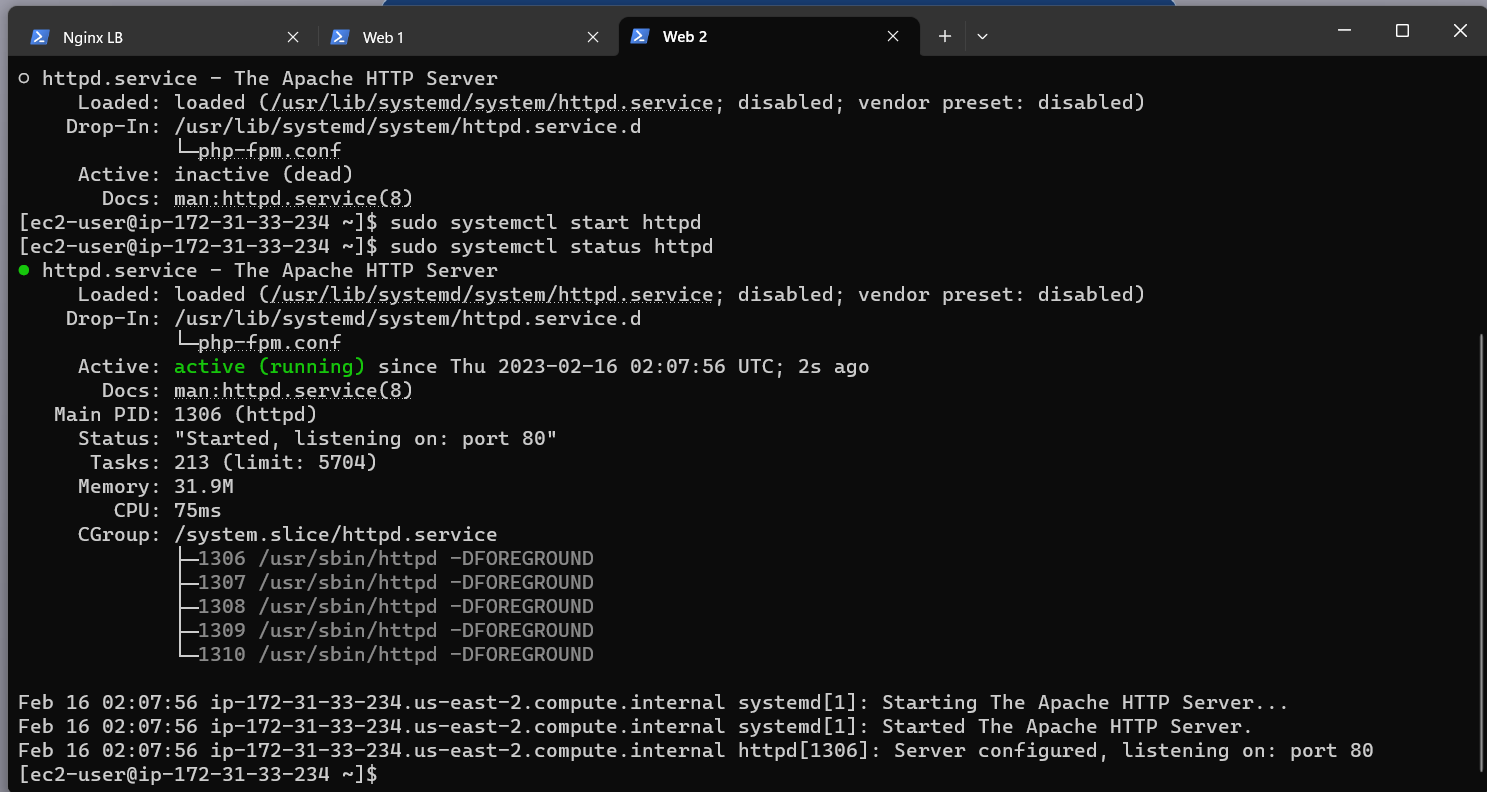 Nginx LB
Web 1
Web 2
httpd.service - The Apache HTTP Server
Loaded: loaded (/usr/lib/systemd/system/httpd.service; disabled; vendor preset: disabled)
Drop-In: /usr/lib/systemd/system/httpd.service.d
└─php-fpm.conf
Active: inactive (dead)
Docs: man:httpd.service(8)
[ec2-user@ip-172-31-33-234 ~]$ sudo systemctl start httpd
[ec2-user@ip-172-31-33-234 ~]$ sudo systemctl status httpd
● httpd.service - The Apache HTTP Server
Loaded: loaded (/usr/lib/systemd/system/httpd.service; disabled; vendor preset: disabled)
Drop-In: /usr/lib/systemd/system/httpd.service.d
└─php-fpm.conf
Active: active (running) since Thu 2023-02-16 02:07:56 UTC; 2s ago
Docs: man:httpd.service(8)
Main PID: 1306 (httpd)
Status: "Started, listening on: port 80"
Tasks: 213 (limit: 5704)
Memory: 31.9M
CPU: 75ms
CGroup: /system.slice/httpd.service
├─1306 /usr/sbin/httpd -DFOREGROUND
├─1307 /usr/sbin/httpd -DFOREGROUND
├─1308 /usr/sbin/httpd -DFOREGROUND
├─1309 /usr/sbin/httpd -DFOREGROUND
└─1310 /usr/sbin/httpd -DFOREGROUND
Feb 16 02:07:56 ip-172-31-33-234.us-east-2.compute.internal systemd[1]: Starting The Apache HTTP Server...
Feb 16 02:07:56 ip-172-31-33-234.us-east-2.compute.internal systemd[1]: Started The Apache HTTP Server.
Feb 16 02:07:56 ip-172-31-33-234.us-east-2.compute.internal httpd[1306]: Server configured, listening on: port 80
[ec2-user@ip-172-31-33-234 ~]$